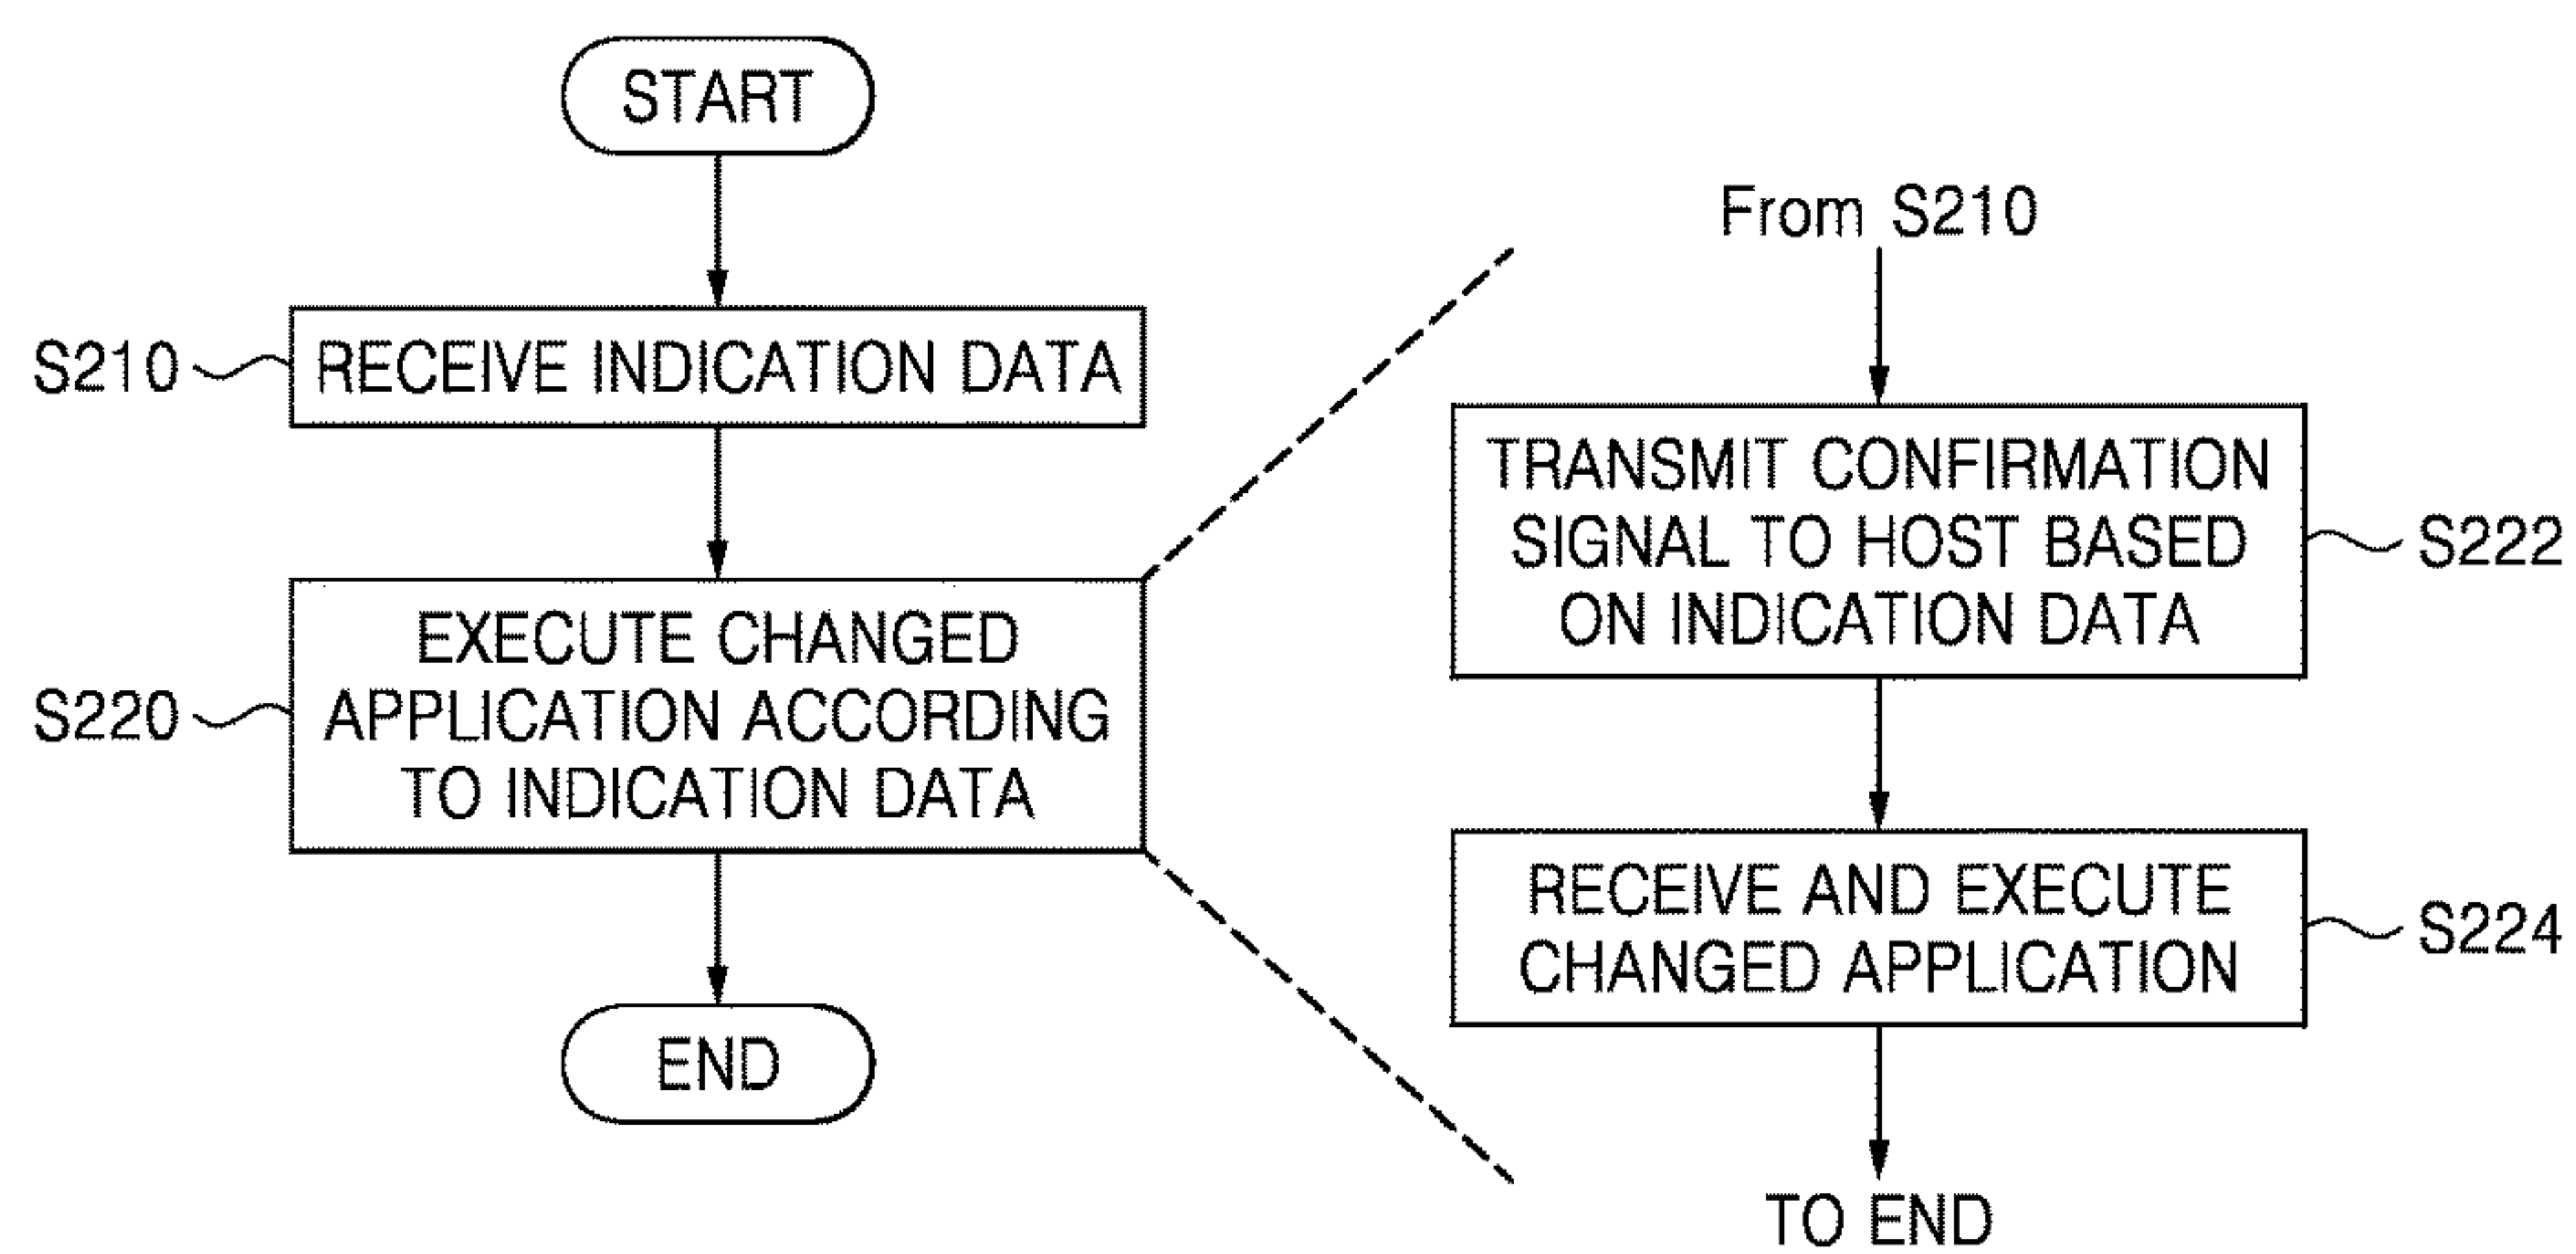 START
S210
RECEIVE INDICATION DATA
S220
EXECUTE CHANGED
APPLICATION ACCORDING
TO INDICATION DATA
END
From S210
TRANSMIT CONFIRMATION
SIGNAL TO HOST BASED
ON INDICATION DATA
S222
RECEIVE AND EXECUTE
CHANGED APPLICATION
S224
TO END